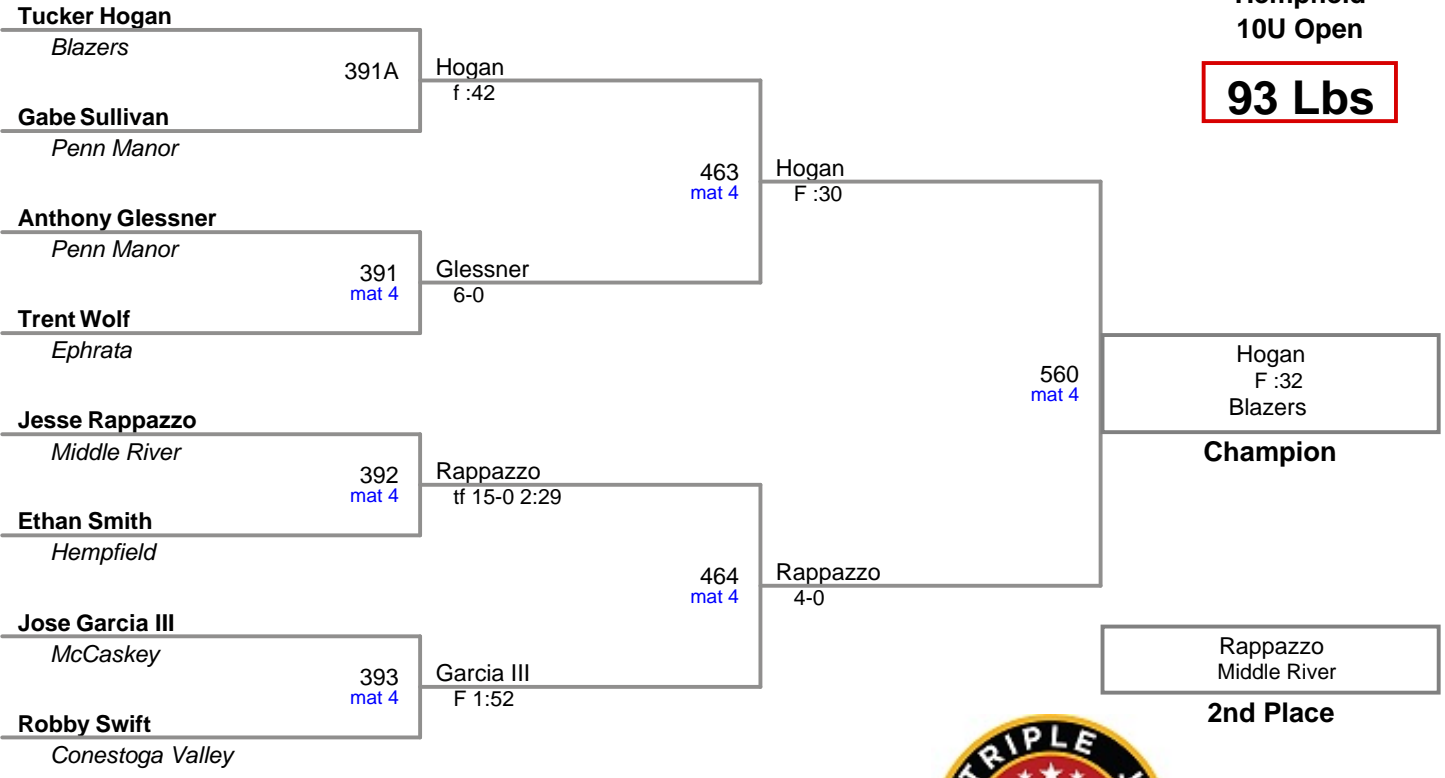 Tucker Hogan
Blazers
391A
Hogan
f :42
Gabe Sullivan
Penn Manor
463
mat 4
Hogan
F :30
Anthony Glessner
Penn Manor
391
mat 4
Glessner
6-0
Trent Wolf
Ephrata
560
mat 4
Hogan
F :32
Blazers
Champion
Jesse Rappazzo
Middle River
392
mat 4
Rappazzo
tf 15-0 2:29
Ethan Smith
Hempfield
464
mat 4
Rappazzo
4-0
Jose Garcia III
McCaskey
393
mat 4
Garcia III
F 1:52
Robby Swift
Conestoga Valley
Rappazzo
Middle River
2nd Place
10U Open
93 Lbs
TRIPLE